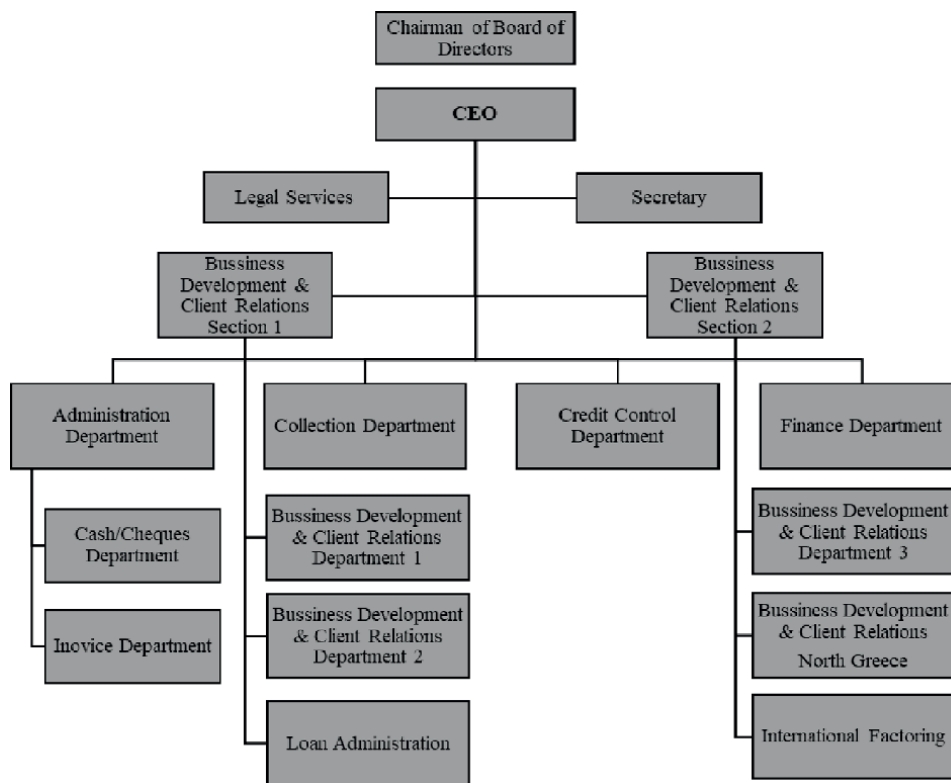 Chairman of Board of
Directors
CEO
Legal Services
Secretary
Bussiness
Development &
Client Relations
Section 1
Bussiness
Development &
Client Relations
Section 2
Administration
Department
Collection Department
Credit Control
Department
Finance Department
Cash/Cheques
Department
Inovice Department
Bussiness Development
& Client Relations
Department 1
Bussiness Development
& Client Relations
Department 2
Loan Administration
Bussiness Development
& Client Relations
Department 3
Bussiness Development
& Client Relations
North Greece
International Factoring